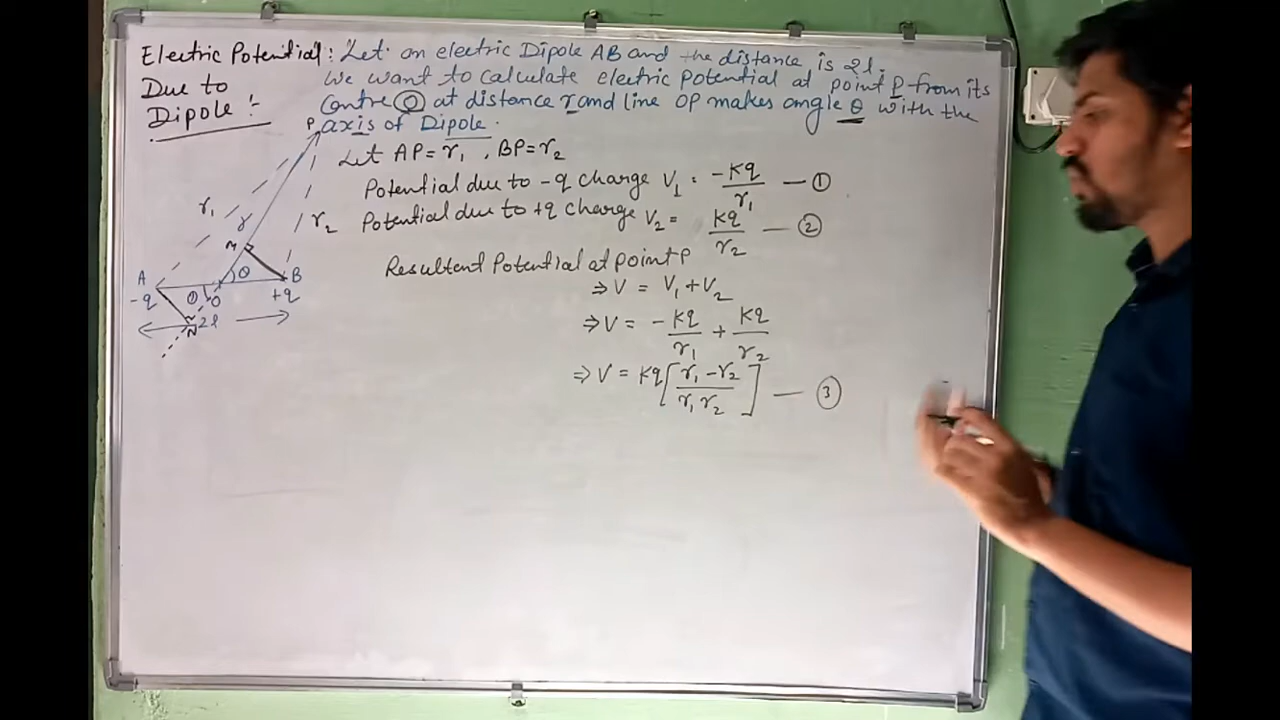 Electric Potential : Let an electric Dipole AB and the distance is 2l.
Due to
Dipole :-
We want to calculate electric potential at point P from its
Centre O at distance r and line OP makes angle θ with the
axis of Dipole.
Let AP = r₁ , BP = r₂
Potential due to -q charge V₁ = -Kq/r₁ — ①
Potential due to +q charge V₂ = Kq/r₂ — ②
Resultent Potential at point P
⇒ V = V₁ + V₂
⇒ V = - Kq/r₁ + Kq/r₂
⇒ V = Kq[(r₁ - r₂)/(r₁ r₂)] — ③
P
r₁
r
r₂
M
A
θ
B
-q
θ
O
+q
N
2l